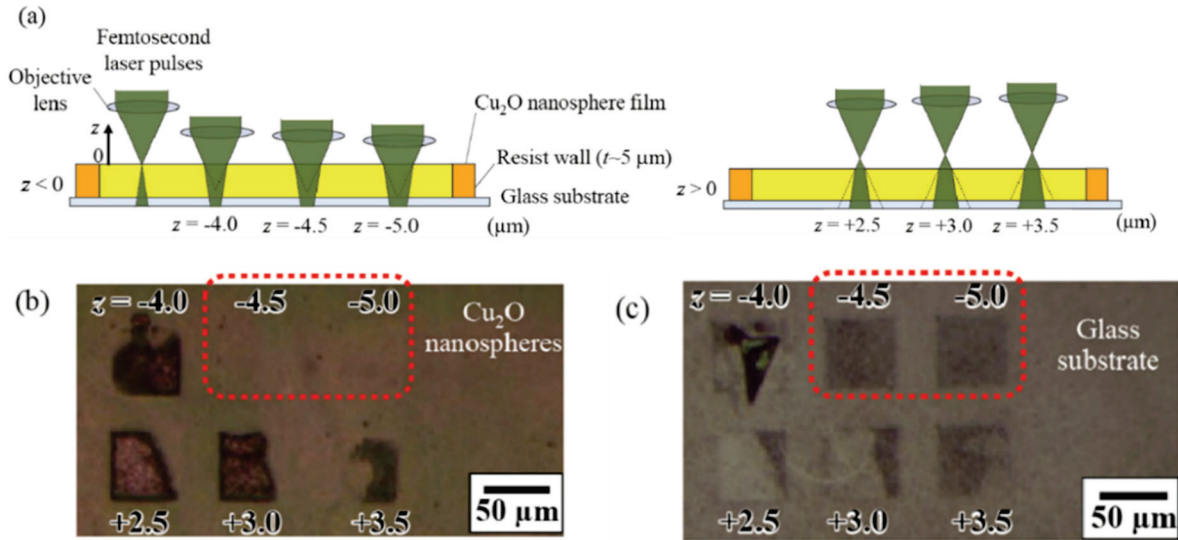 (a)
Femtosecond
laser pulses
Objective
lens
z
0
z < 0
Cu₂O nanosphere film
Resist wall (t~5 μm)
Glass substrate
z = -4.0 z = -4.5 z = -5.0 (μm)
z > 0
z = +2.5 z = +3.0 z = +3.5 (μm)
(b)
z = -4.0 -4.5 -5.0
Cu₂O
nanospheres
+2.5 +3.0 +3.5
50 μm
(c)
z = -4.0 -4.5 -5.0
Glass
substrate
+2.5 +3.0 +3.5
50 μm